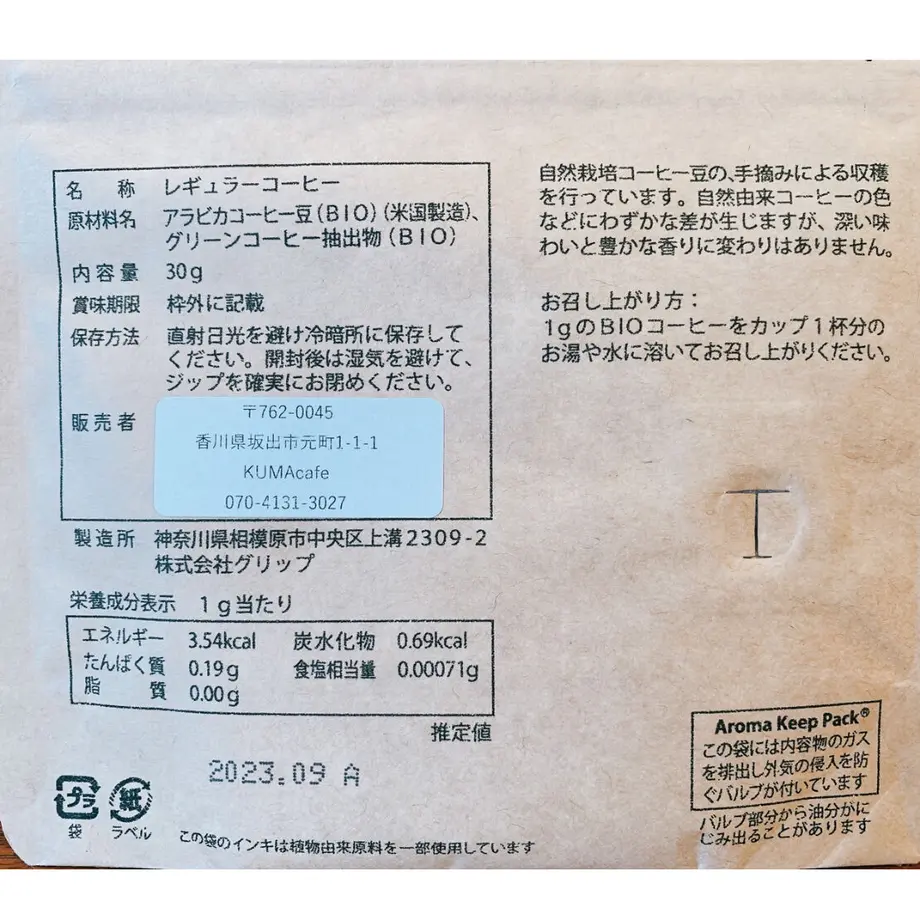 名称 レギュラーコーヒー
原材料名 アラビカコーヒー豆(BIO)(米国製造)、
グリーンコーヒー抽出物(BIO)
内容量 30g
賞味期限 枠外に記載
保存方法 直射日光を避け冷暗所に保存して
ください。開封後は湿気を避けて、
ジップを確実にお閉めください。
販売者 〒762-0045
香川県坂出市元町1-1-1
KUMAcafe
070-4131-3027
製造所 神奈川県相模原市中央区上溝2309-2
株式会社グリップ
栄養成分表示 1g当たり
エネルギー 3.54kcal 炭水化物 0.69kcal
たんぱく質 0.19g 食塩相当量 0.00071g
脂質 0.00g
推定値
2023.09 A
プラ 紙
袋 ラベル
この袋のインキは植物由来原料を一部使用しています
自然栽培コーヒー豆の、手摘みによる収穫
を行っています。自然由来コーヒーの色
などにわずかな差が生じますが、深い味
わいと豊かな香りに変わりはありません。
お召し上がり方:
1gのBIOコーヒーをカップ1杯分の
お湯や水に溶いてお召し上がりください。
Aroma Keep Pack®
この袋には内容物のガス
を排出し外気の侵入を防
ぐバルブが付いています
バルブ部分から油分がに
じみ出ることがあります